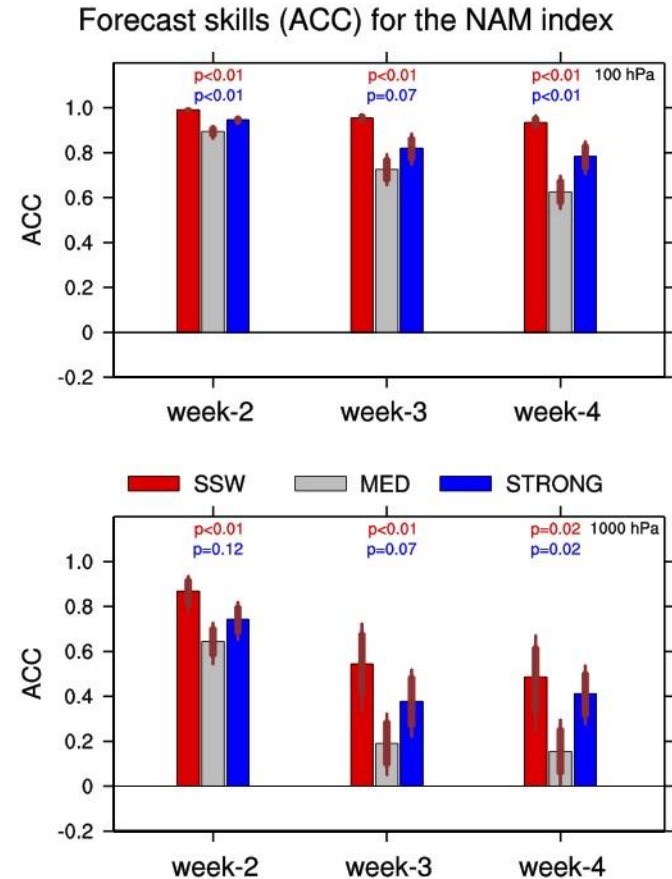 Forecast skills (ACC) for the NAM index
p<0.01 p<0.01 p<0.01 100 hPa
p<0.01 p=0.07 p<0.01
1.0
0.8
0.6
0.4
0.2
0
-0.2
ACC
week-2 week-3 week-4
SSW MED STRONG
p<0.01 p<0.01 p=0.02 1000 hPa
p=0.12 p=0.07 p=0.02
1.0
0.8
0.6
0.4
0.2
0
-0.2
ACC
week-2 week-3 week-4